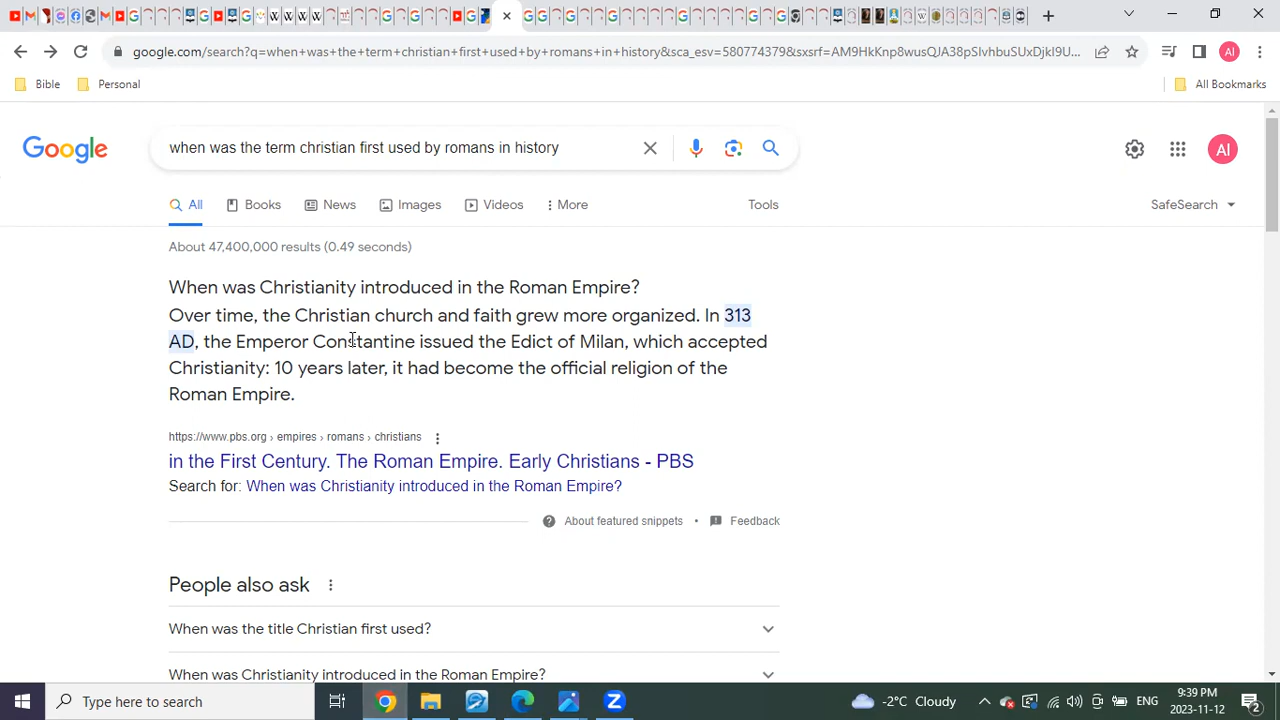 google.com/search?q=when+was+the+term+christian+first+used+by+romans+in+history&sca_esv=580774379&sxsrf=AM9HkKnp8wusQJA38pSlvhbuSUxDjkI9U...
AI
Bible
Personal
All Bookmarks
Google
when was the term christian first used by romans in history
AI
All
Books
News
Images
Videos
More
Tools
SafeSearch
About 47,400,000 results (0.49 seconds)
When was Christianity introduced in the Roman Empire?
Over time, the Christian church and faith grew more organized. In 313
AD, the Emperor Constantine issued the Edict of Milan, which accepted
Christianity: 10 years later, it had become the official religion of the
Roman Empire.
https://www.pbs.org › empires › romans › christians
in the First Century. The Roman Empire. Early Christians - PBS
Search for: When was Christianity introduced in the Roman Empire?
About featured snippets • Feedback
People also ask
When was the title Christian first used?
When was Christianity introduced in the Roman Empire?
Type here to search
-2°C Cloudy
ENG
9:39 PM
2023-11-12
2